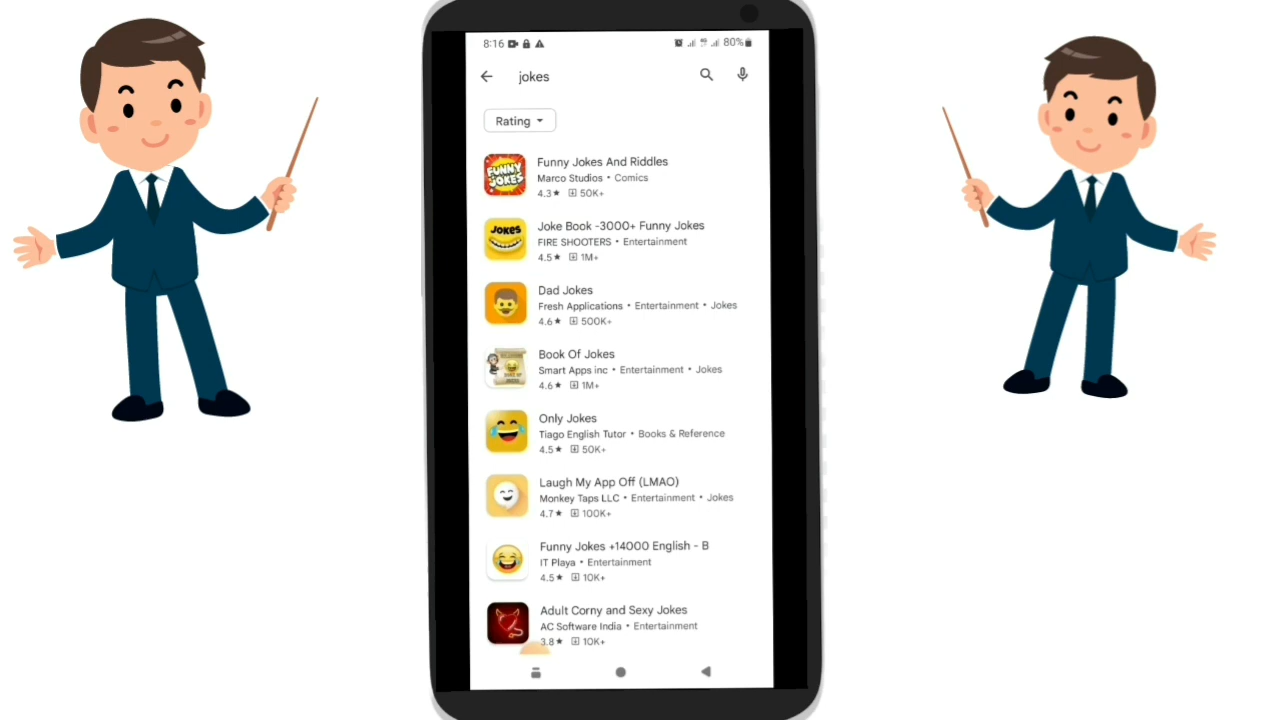 8:16 80%
jokes
Rating
FUNNY JOKES
Funny Jokes And Riddles
Marco Studios • Comics
4.3★ 50K+
JOKES
Joke Book -3000+ Funny Jokes
FIRE SHOOTERS • Entertainment
4.5★ 1M+
Dad Jokes
Fresh Applications • Entertainment • Jokes
4.6★ 500K+
Book Of Jokes
Smart Apps inc • Entertainment • Jokes
4.6★ 1M+
Only Jokes
Tiago English Tutor • Books & Reference
4.5★ 50K+
Laugh My App Off (LMAO)
Monkey Taps LLC • Entertainment • Jokes
4.7★ 100K+
Funny Jokes +14000 English - B
IT Playa • Entertainment
4.5★ 10K+
Adult Corny and Sexy Jokes
AC Software India • Entertainment
3.8★ 10K+